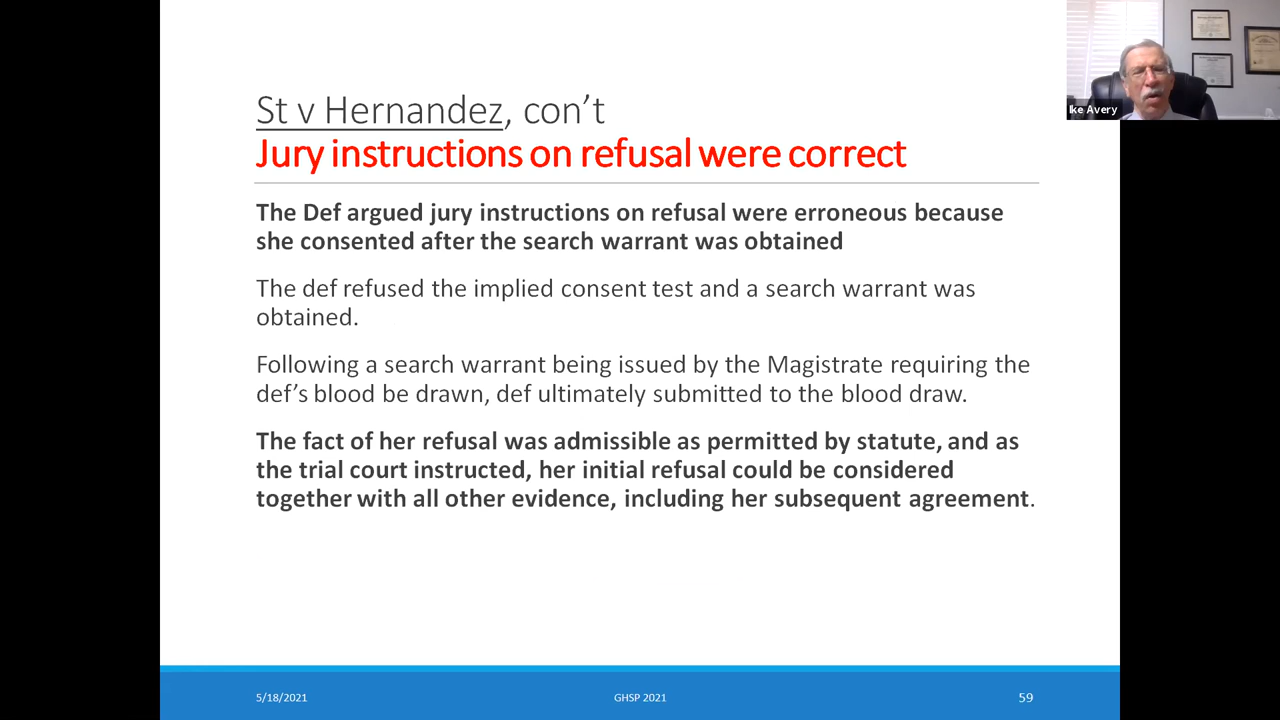 St v Hernandez, con’t
Jury instructions on refusal were correct
The Def argued jury instructions on refusal were erroneous because
she consented after the search warrant was obtained
The def refused the implied consent test and a search warrant was
obtained.
Following a search warrant being issued by the Magistrate requiring the
def’s blood be drawn, def ultimately submitted to the blood draw.
The fact of her refusal was admissible as permitted by statute, and as
the trial court instructed, her initial refusal could be considered
together with all other evidence, including her subsequent agreement.
5/18/2021
GHSP 2021
59
Ike Avery